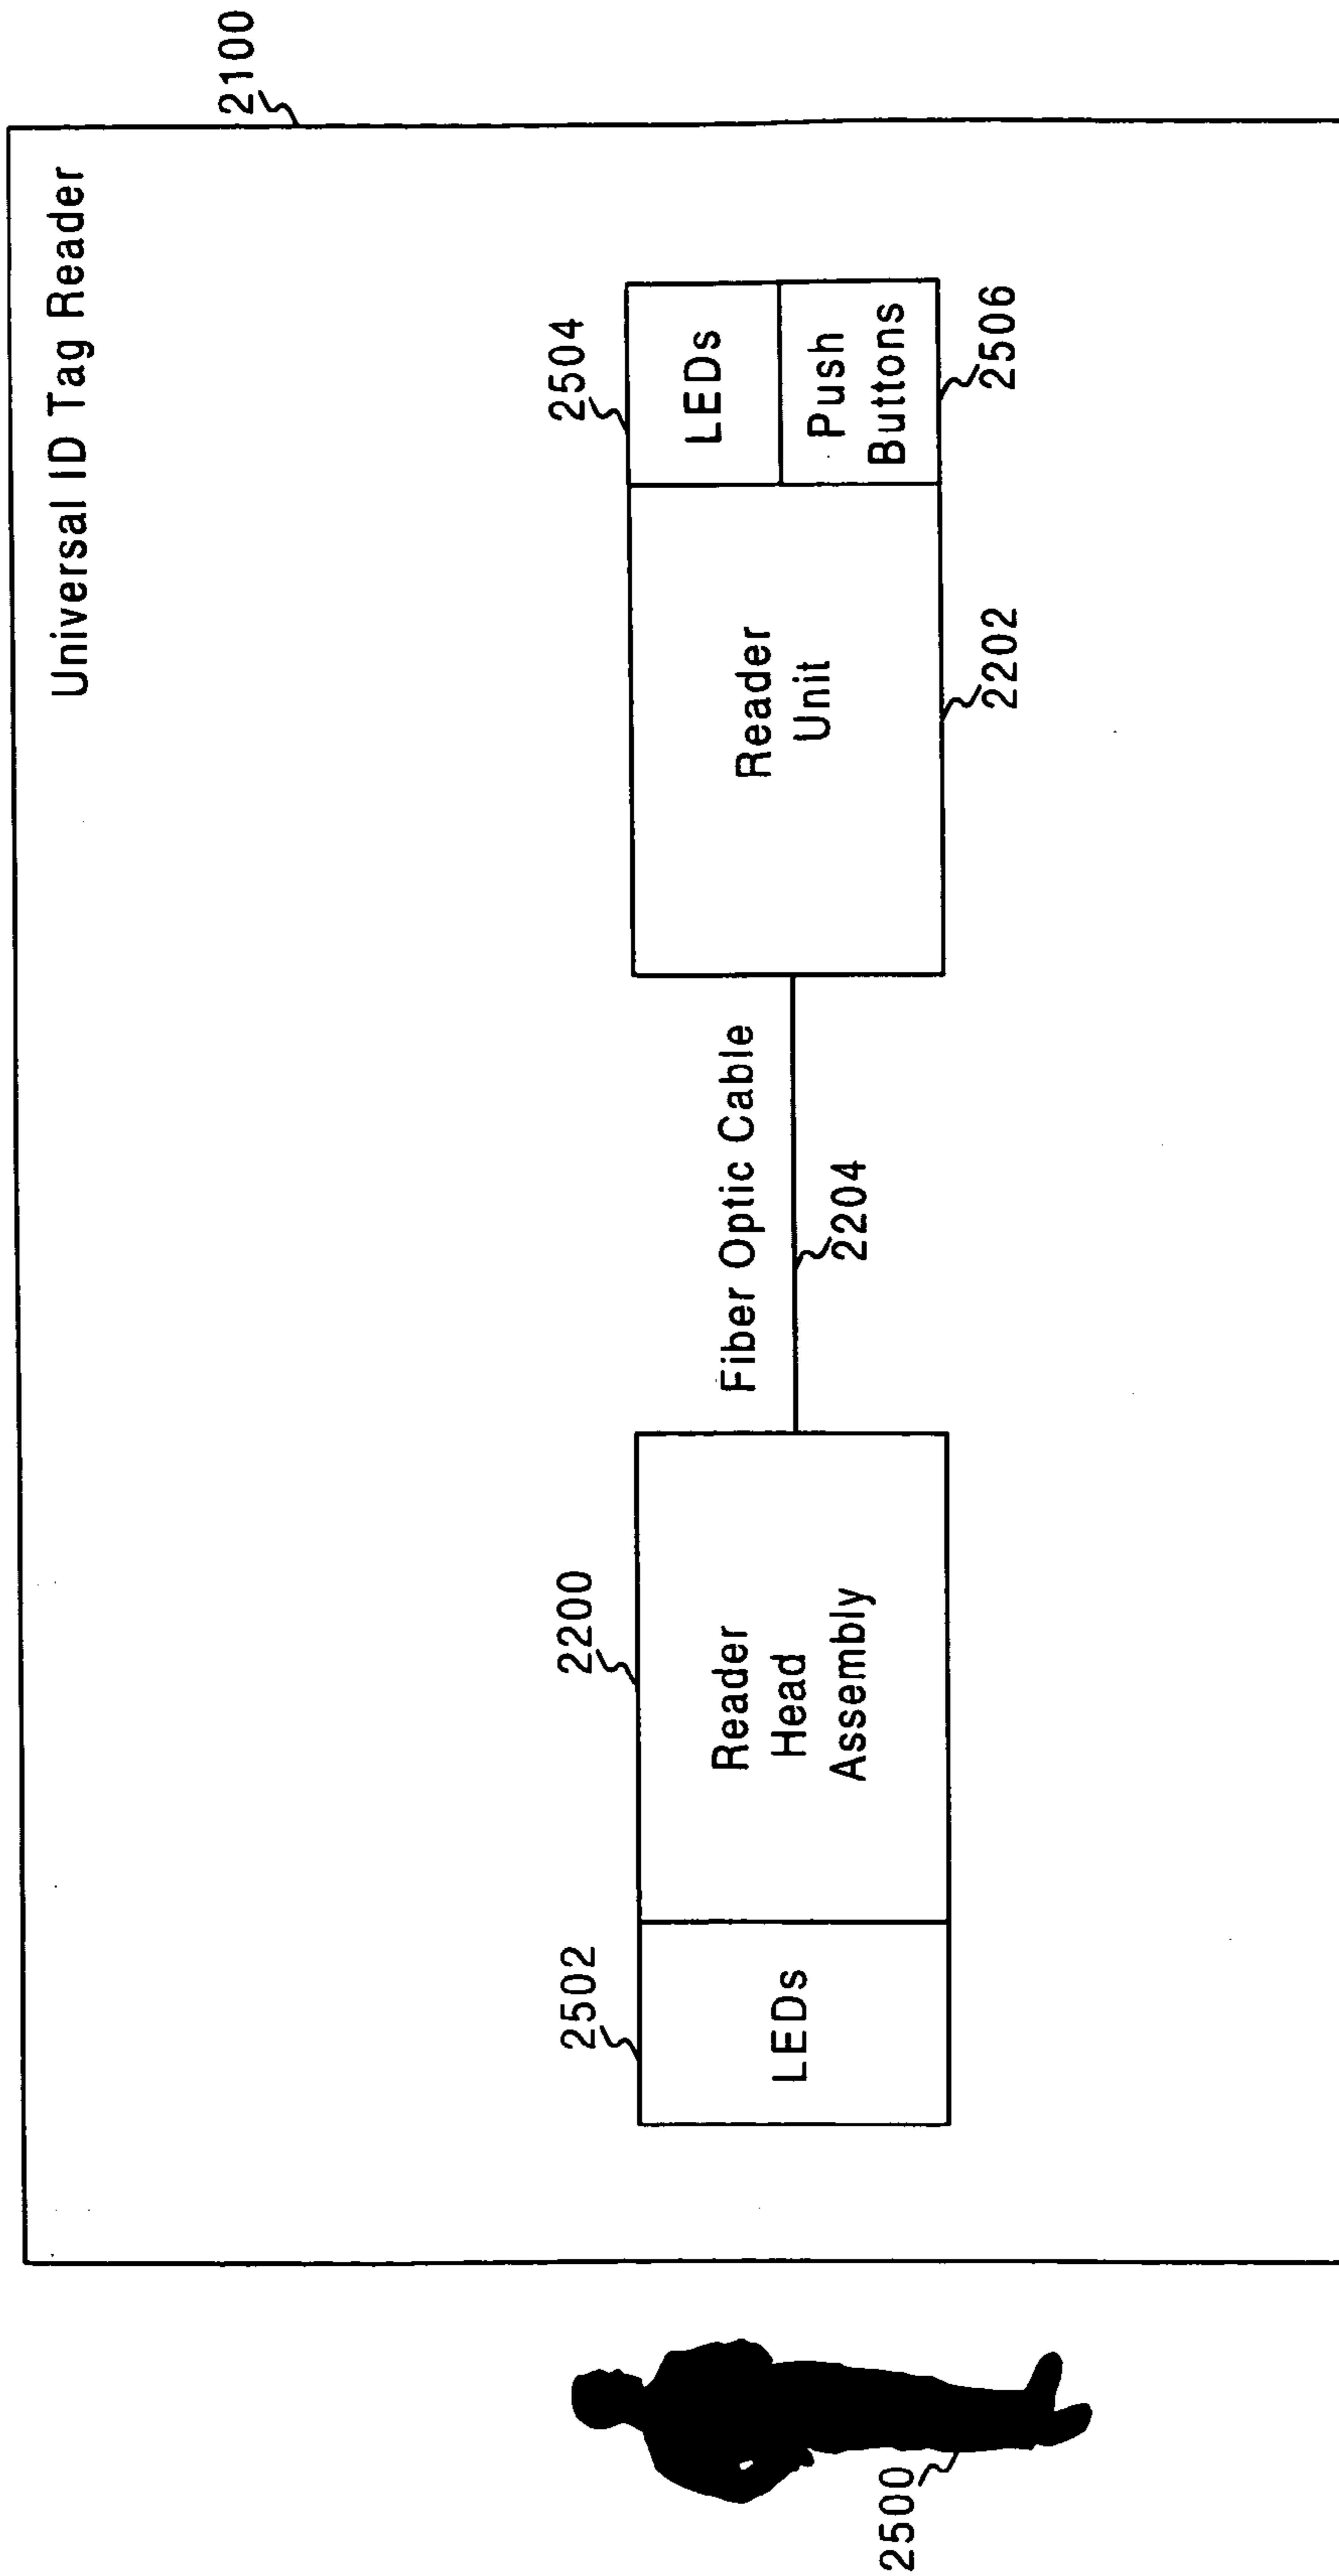 Universal ID Tag Reader
2100
2502
2200
2504
LEDs
Reader
Head
Assembly
Fiber Optic Cable
2204
Reader
Unit
LEDs
Push
Buttons
2202
2506
2500